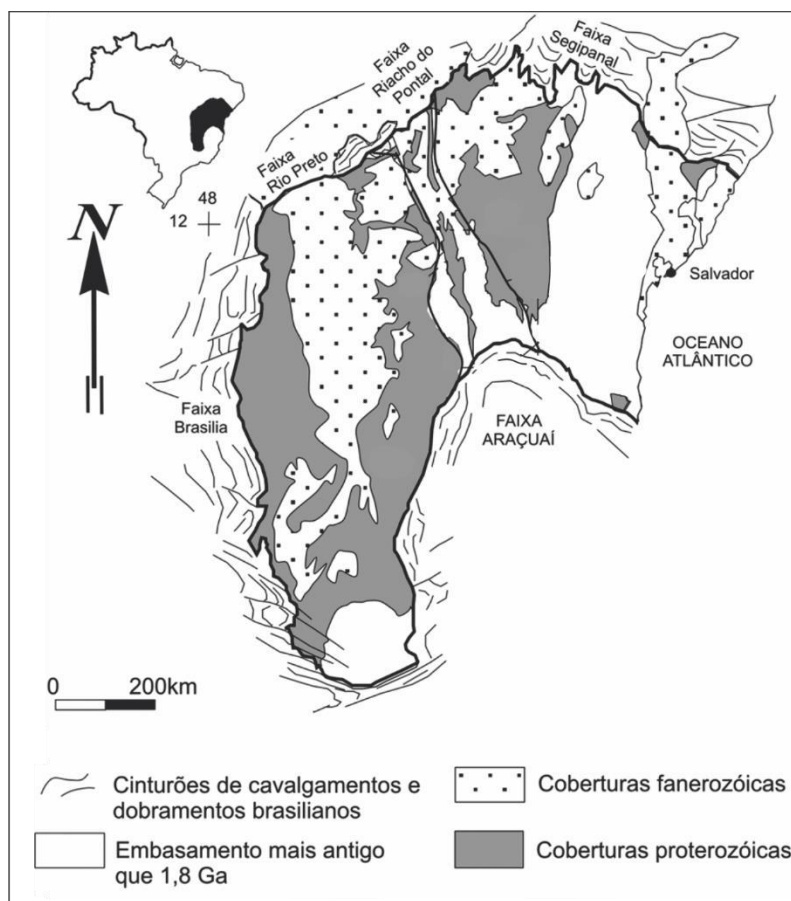 Faixa
Segipanal
Faixa
Riacho do
Pontal
Faixa
Rio Preto
48
12
N
Salvador
OCEANO
ATLÂNTICO
Faixa
Brasilia
FAIXA
ARAÇUAÍ
0 200km
Cinturões de cavalgamentos e
dobramentos brasilianos
Coberturas fanerozóicas
Embasamento mais antigo
que 1,8 Ga
Coberturas proterozóicas